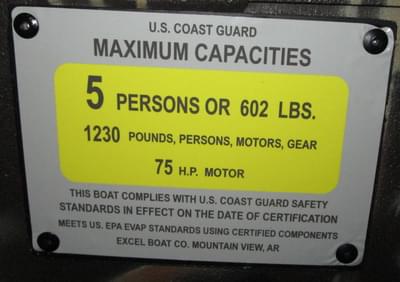 U.S. COAST GUARD
MAXIMUM CAPACITIES
5 PERSONS OR 602 LBS.
1230 POUNDS, PERSONS, MOTORS, GEAR
75 H.P. MOTOR
THIS BOAT COMPLIES WITH U.S. COAST GUARD SAFETY
STANDARDS IN EFFECT ON THE DATE OF CERTIFICATION
MEETS US. EPA EVAP STANDARDS USING CERTIFIED COMPONENTS
EXCEL BOAT CO. MOUNTAIN VIEW, AR